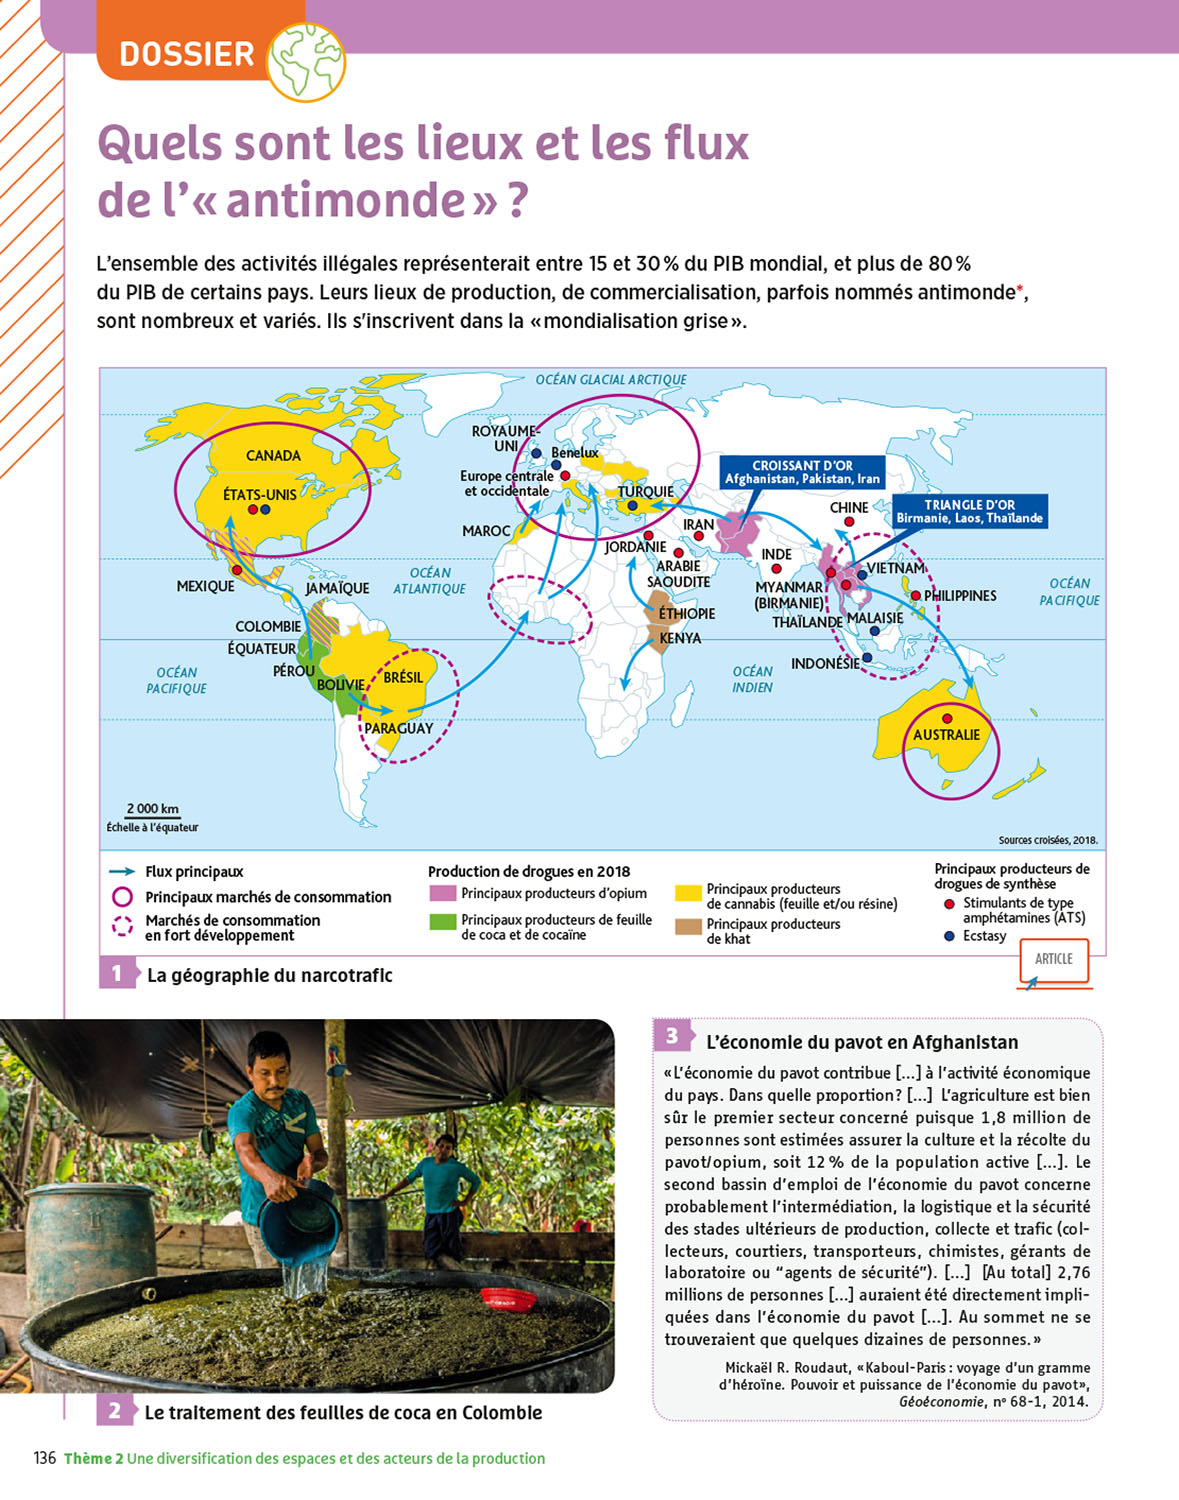 DOSSIER
Quels sont les lieux et les flux
de l’« antimonde » ?
L’ensemble des activités illégales représenterait entre 15 et 30 % du PIB mondial, et plus de 80 %
du PIB de certains pays. Leurs lieux de production, de commercialisation, parfois nommés antimonde*,
sont nombreux et variés. Ils s'inscrivent dans la « mondialisation grise ».
OCÉAN GLACIAL ARCTIQUE
ROYAUME-
UNI
Benelux
CANADA
Europe centrale
et occidentale
CROISSANT D’OR
Afghanistan, Pakistan, Iran
ÉTATS-UNIS
TURQUIE
TRIANGLE D’OR
Birmanie, Laos, Thaïlande
CHINE
MAROC
IRAN
JORDANIE
INDE
ARABIE
SAOUDITE
VIETNAM
MEXIQUE
JAMAÏQUE
OCÉAN
ATLANTIQUE
MYANMAR
(BIRMANIE)
PHILIPPINES
OCÉAN
PACIFIQUE
COLOMBIE
ÉTHIOPIE
THAÏLANDE
MALAISIE
ÉQUATEUR
KENYA
PÉROU
INDONÉSIE
OCÉAN
PACIFIQUE
BOLIVIE
BRÉSIL
OCÉAN
INDIEN
PARAGUAY
AUSTRALIE
2 000 km
Échelle à l’équateur
Sources croisées, 2018.
Flux principaux
Principaux marchés de consommation
Marchés de consommation
en fort développement
Production de drogues en 2018
Principaux producteurs d’opium
Principaux producteurs de feuille
de coca et de cocaïne
Principaux producteurs
de cannabis (feuille et/ou résine)
Principaux producteurs
de khat
Principaux producteurs de
drogues de synthèse
Stimulants de type
amphétamines (ATS)
Ecstasy
ARTICLE
1 La géographie du narcotrafic
2 Le traitement des feuilles de coca en Colombie
3 L’économie du pavot en Afghanistan
« L’économie du pavot contribue [...] à l’activité économique
du pays. Dans quelle proportion ? [...] L’agriculture est bien
sûr le premier secteur concerné puisque 1,8 million de
personnes sont estimées assurer la culture et la récolte du
pavot/opium, soit 12 % de la population active [...]. Le
second bassin d’emploi de l’économie du pavot concerne
probablement l’intermédiation, la logistique et la sécurité
des stades ultérieurs de production, collecte et trafic (col-
lecteurs, courtiers, transporteurs, chimistes, gérants de
laboratoire ou “agents de sécurité”). [...] [Au total] 2,76
millions de personnes [...] auraient été directement impli-
quées dans l’économie du pavot [...]. Au sommet ne se
trouveraient que quelques dizaines de personnes. »
Mickaël R. Roudaut, « Kaboul-Paris : voyage d’un gramme
d’héroïne. Pouvoir et puissance de l’économie du pavot »,
Géoéconomie, nº 68-1, 2014.
136 Thème 2 Une diversification des espaces et des acteurs de la production